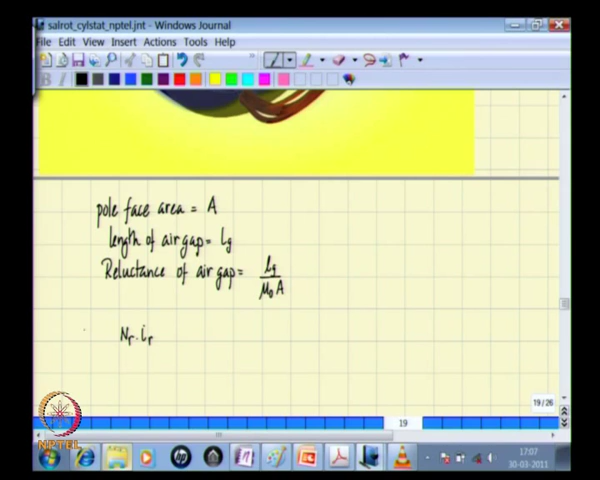 salrot_cylstat_nptel.jnt - Windows Journal
File Edit View Insert Actions Tools Help
pole face area = A
length of air gap = lg
Reluctance of air gap = lg / μ0 A
Nr . ir
19/26
19
NPTEL
17:07
30-03-2011